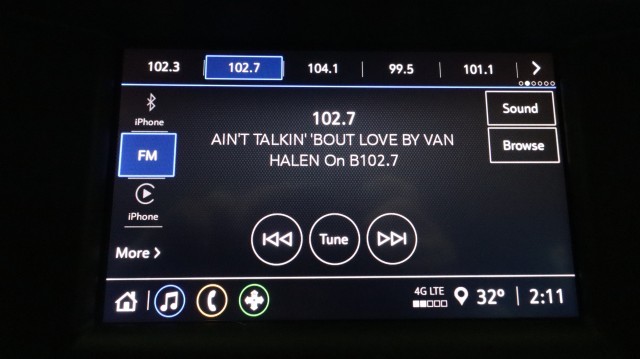 102.3 | 102.7 | 104.1 | 99.5 | 101.1
iPhone
FM
iPhone
More
102.7
AIN'T TALKIN' 'BOUT LOVE BY VAN
HALEN On B102.7
Sound
Browse
Tune
4G LTE
32° | 2:11